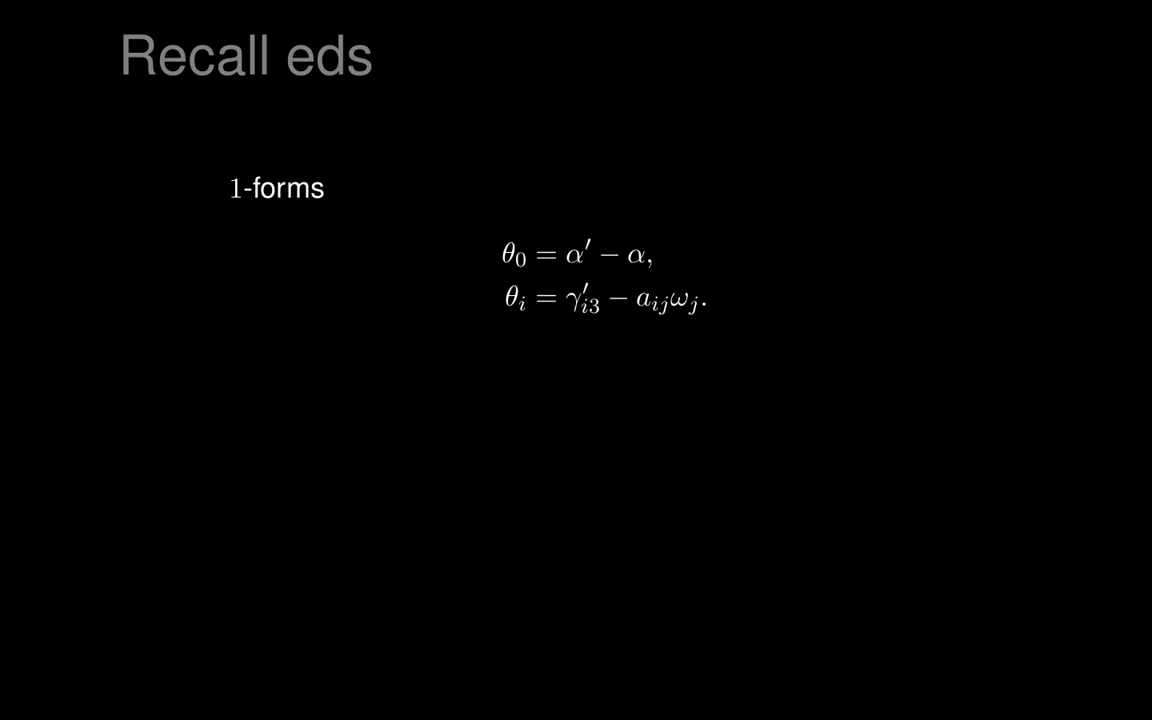 Recall eds
1-forms
θ₀ = α′ − α,
θᵢ = γ′ᵢ₃ − aᵢⱼωⱼ.